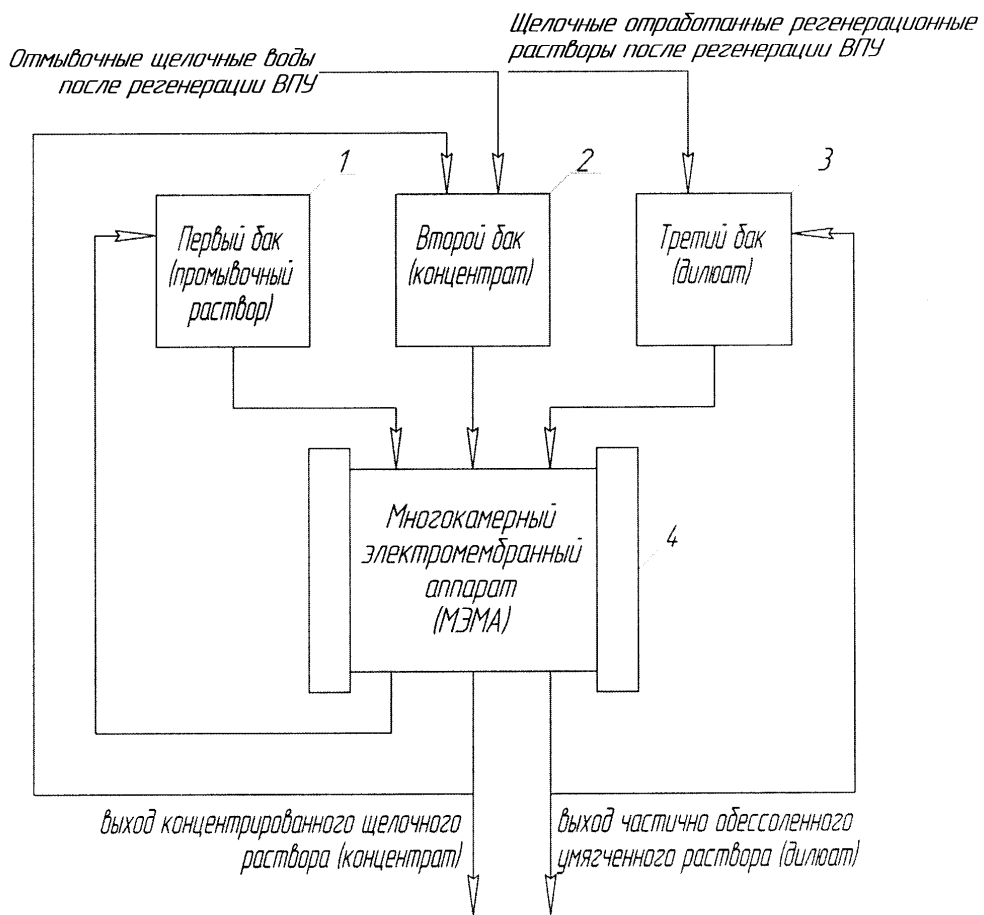 Щелочные отработанные регенерационные
растворы после регенерации ВПУ
Отмывочные щелочные воды
после регенерации ВПУ
1
2
3
Первый бак
(промывочный
раствор)
Второй бак
(концентрат)
Третий бак
(дилюат)
Многокамерный
электромембранный
аппарат
(МЭМА)
4
выход концентрированного щелочного
раствора (концентрат)
выход частично обессоленного
умягченного раствора (дилюат)